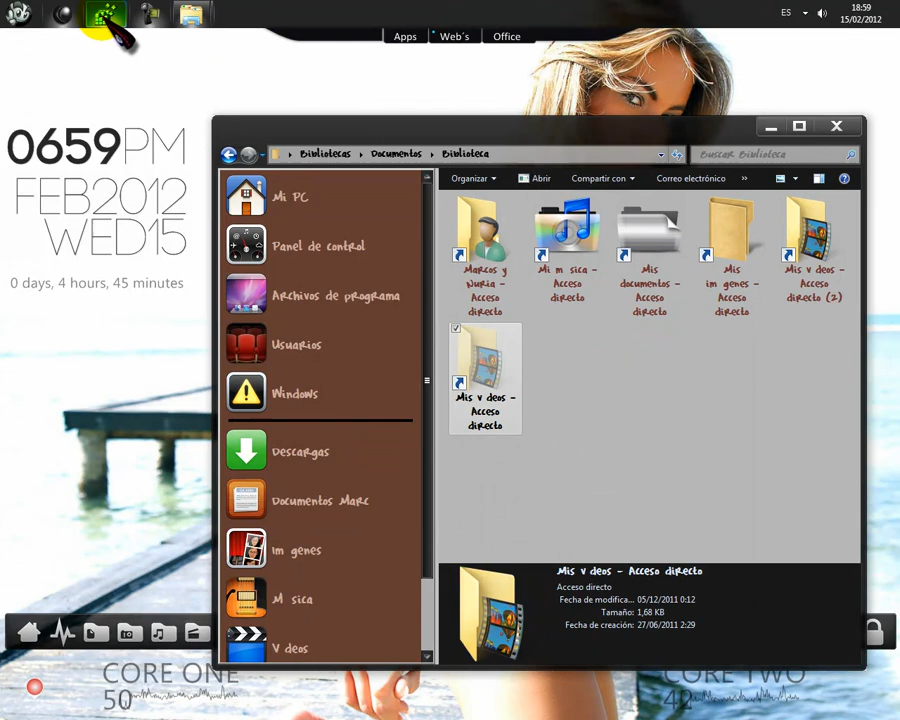 ES
18:59
15/02/2012
Apps
Web´s
Office
0659PM
FEB2012
WED15
0 days, 4 hours, 45 minutes
Bibliotecas
Documentos
Biblioteca
Buscar Biblioteca
Organizar
Abrir
Compartir con
Correo electrónico
»
Mi PC
Panel de control
Archivos de programa
Usuarios
Windows
Descargas
Documentos Marc
Im genes
M sica
V deos
Marcos y
Nuria -
Acceso
directo
Mi m sica -
Acceso
directo
Mis
documentos -
Acceso
directo
Mis
im genes -
Acceso
directo
Mis v deos -
Acceso
directo (2)
Mis v deos -
Acceso
directo
Mis v deos - Acceso directo
Acceso directo
Fecha de modifica... 05/12/2011 0:12
Tamaño: 1,68 KB
Fecha de creación: 27/06/2011 2:29
CORE ONE
50
CORE TWO
42